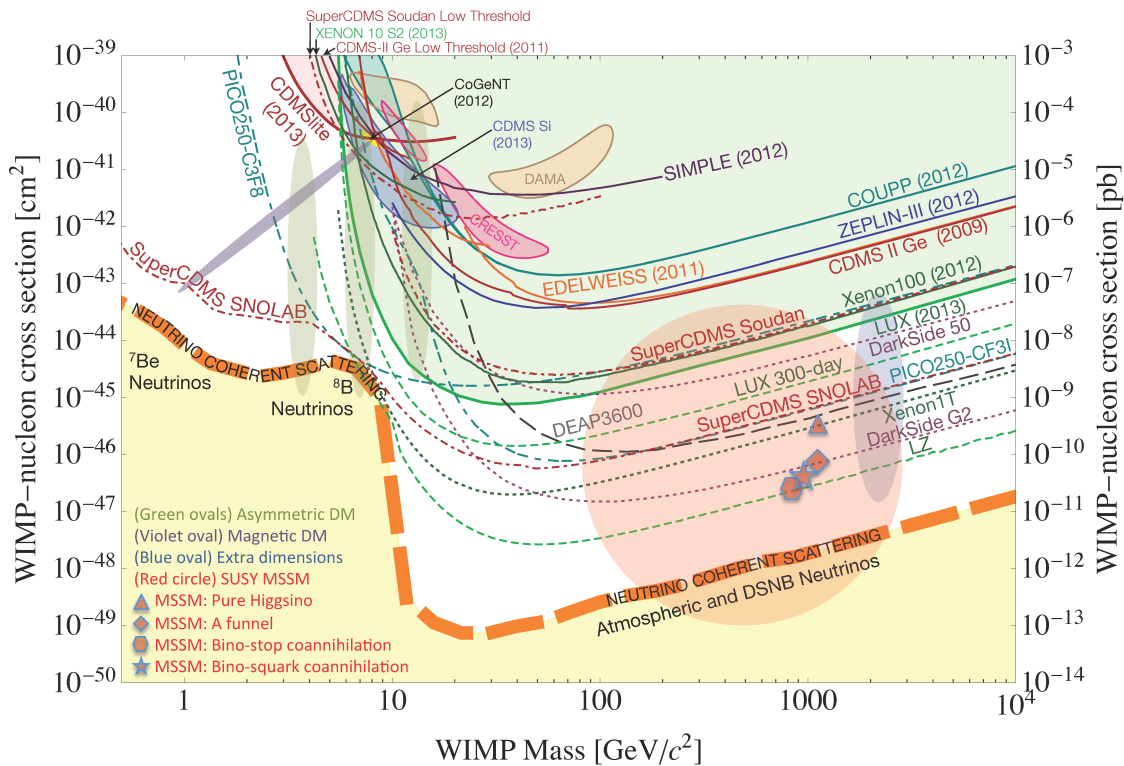 SuperCDMS Soudan Low Threshold
XENON 10 S2 (2013)
CDMS-II Ge Low Threshold (2011)
10⁻³⁹
10⁻⁴⁰
10⁻⁴¹
10⁻⁴²
10⁻⁴³
10⁻⁴⁴
10⁻⁴⁵
10⁻⁴⁶
10⁻⁴⁷
10⁻⁴⁸
10⁻⁴⁹
10⁻⁵⁰
WIMP−nucleon cross section [cm²]
PICO250-C3F8
CDMSlite
(2013)
CoGeNT
(2012)
CDMS Si
(2013)
DAMA
SIMPLE (2012)
CRESST
COUPP (2012)
ZEPLIN-III (2012)
EDELWEISS (2011)
CDMS II Ge (2009)
SuperCDMS SNOLAB
Xenon100 (2012)
SuperCDMS Soudan
LUX (2013)
DarkSide 50
NEUTRINO COHERENT SCATTERING
⁷Be
Neutrinos
⁸B
Neutrinos
LUX 300-day
PICO250-CF3I
SuperCDMS SNOLAB
DEAP3600
Xenon1T
DarkSide G2
LZ
(Green ovals) Asymmetric DM
(Violet oval) Magnetic DM
(Blue oval) Extra dimensions
(Red circle) SUSY MSSM
MSSM: Pure Higgsino
MSSM: A funnel
MSSM: Bino-stop coannihilation
MSSM: Bino-squark coannihilation
NEUTRINO COHERENT SCATTERING
Atmospheric and DSNB Neutrinos
10⁻³
10⁻⁴
10⁻⁵
10⁻⁶
10⁻⁷
10⁻⁸
10⁻⁹
10⁻¹⁰
10⁻¹¹
10⁻¹²
10⁻¹³
10⁻¹⁴
WIMP−nucleon cross section [pb]
1
10
100
1000
10⁴
WIMP Mass [GeV/c²]